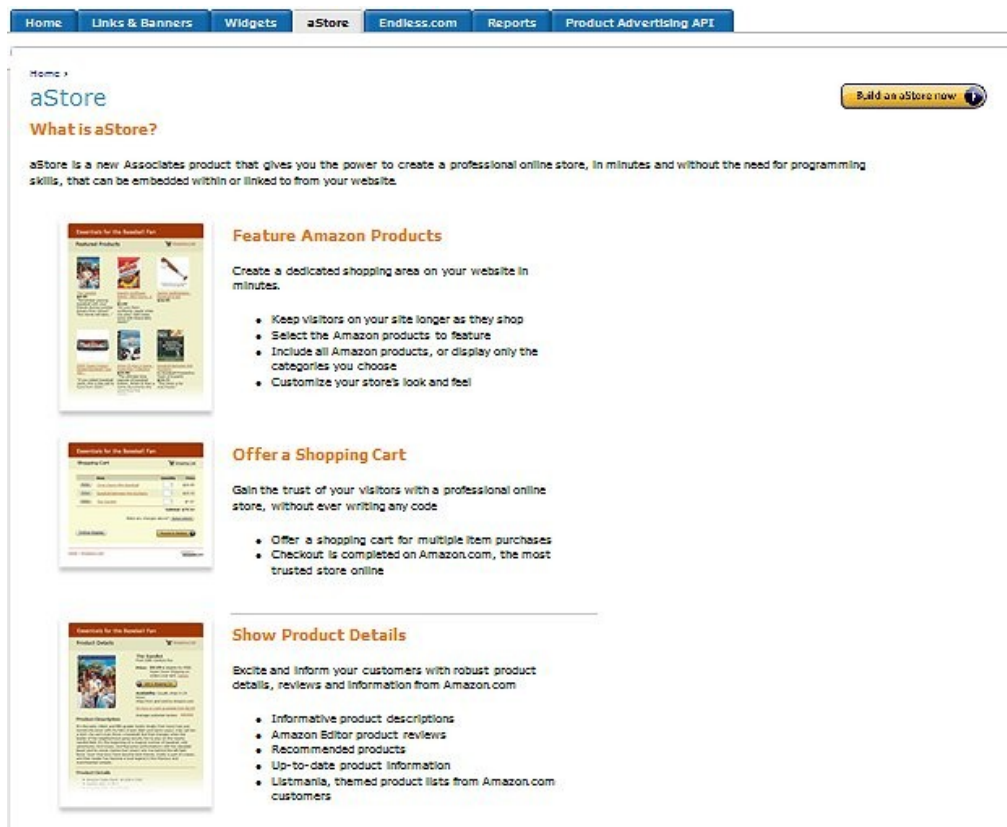 Home Links & Banners Widgets aStore Endless.com Reports Product Advertising API
Home ›
aStore
Build an aStore now
What is aStore?
aStore is a new Associates product that gives you the power to create a professional online store, in minutes and without the need for programming
skills, that can be embedded within or linked to from your website.
Essentials for the Baseball Fan
Featured Products
Feature Amazon Products
Create a dedicated shopping area on your website in
minutes.
• Keep visitors on your site longer as they shop
• Select the Amazon products to feature
• Include all Amazon products, or display only the
categories you choose
• Customize your store's look and feel
Essentials for the Baseball Fan
Shopping Cart
Offer a Shopping Cart
Gain the trust of your visitors with a professional online
store, without ever writing any code
• Offer a shopping cart for multiple item purchases
• Checkout is completed on Amazon.com, the most
trusted store online
Essentials for the Baseball Fan
Product Details
The Sandlot
Product Description
Product Details
Show Product Details
Excite and inform your customers with robust product
details, reviews and information from Amazon.com
• Informative product descriptions
• Amazon Editor product reviews
• Recommended products
• Up-to-date product information
• Listmania, themed product lists from Amazon.com
customers